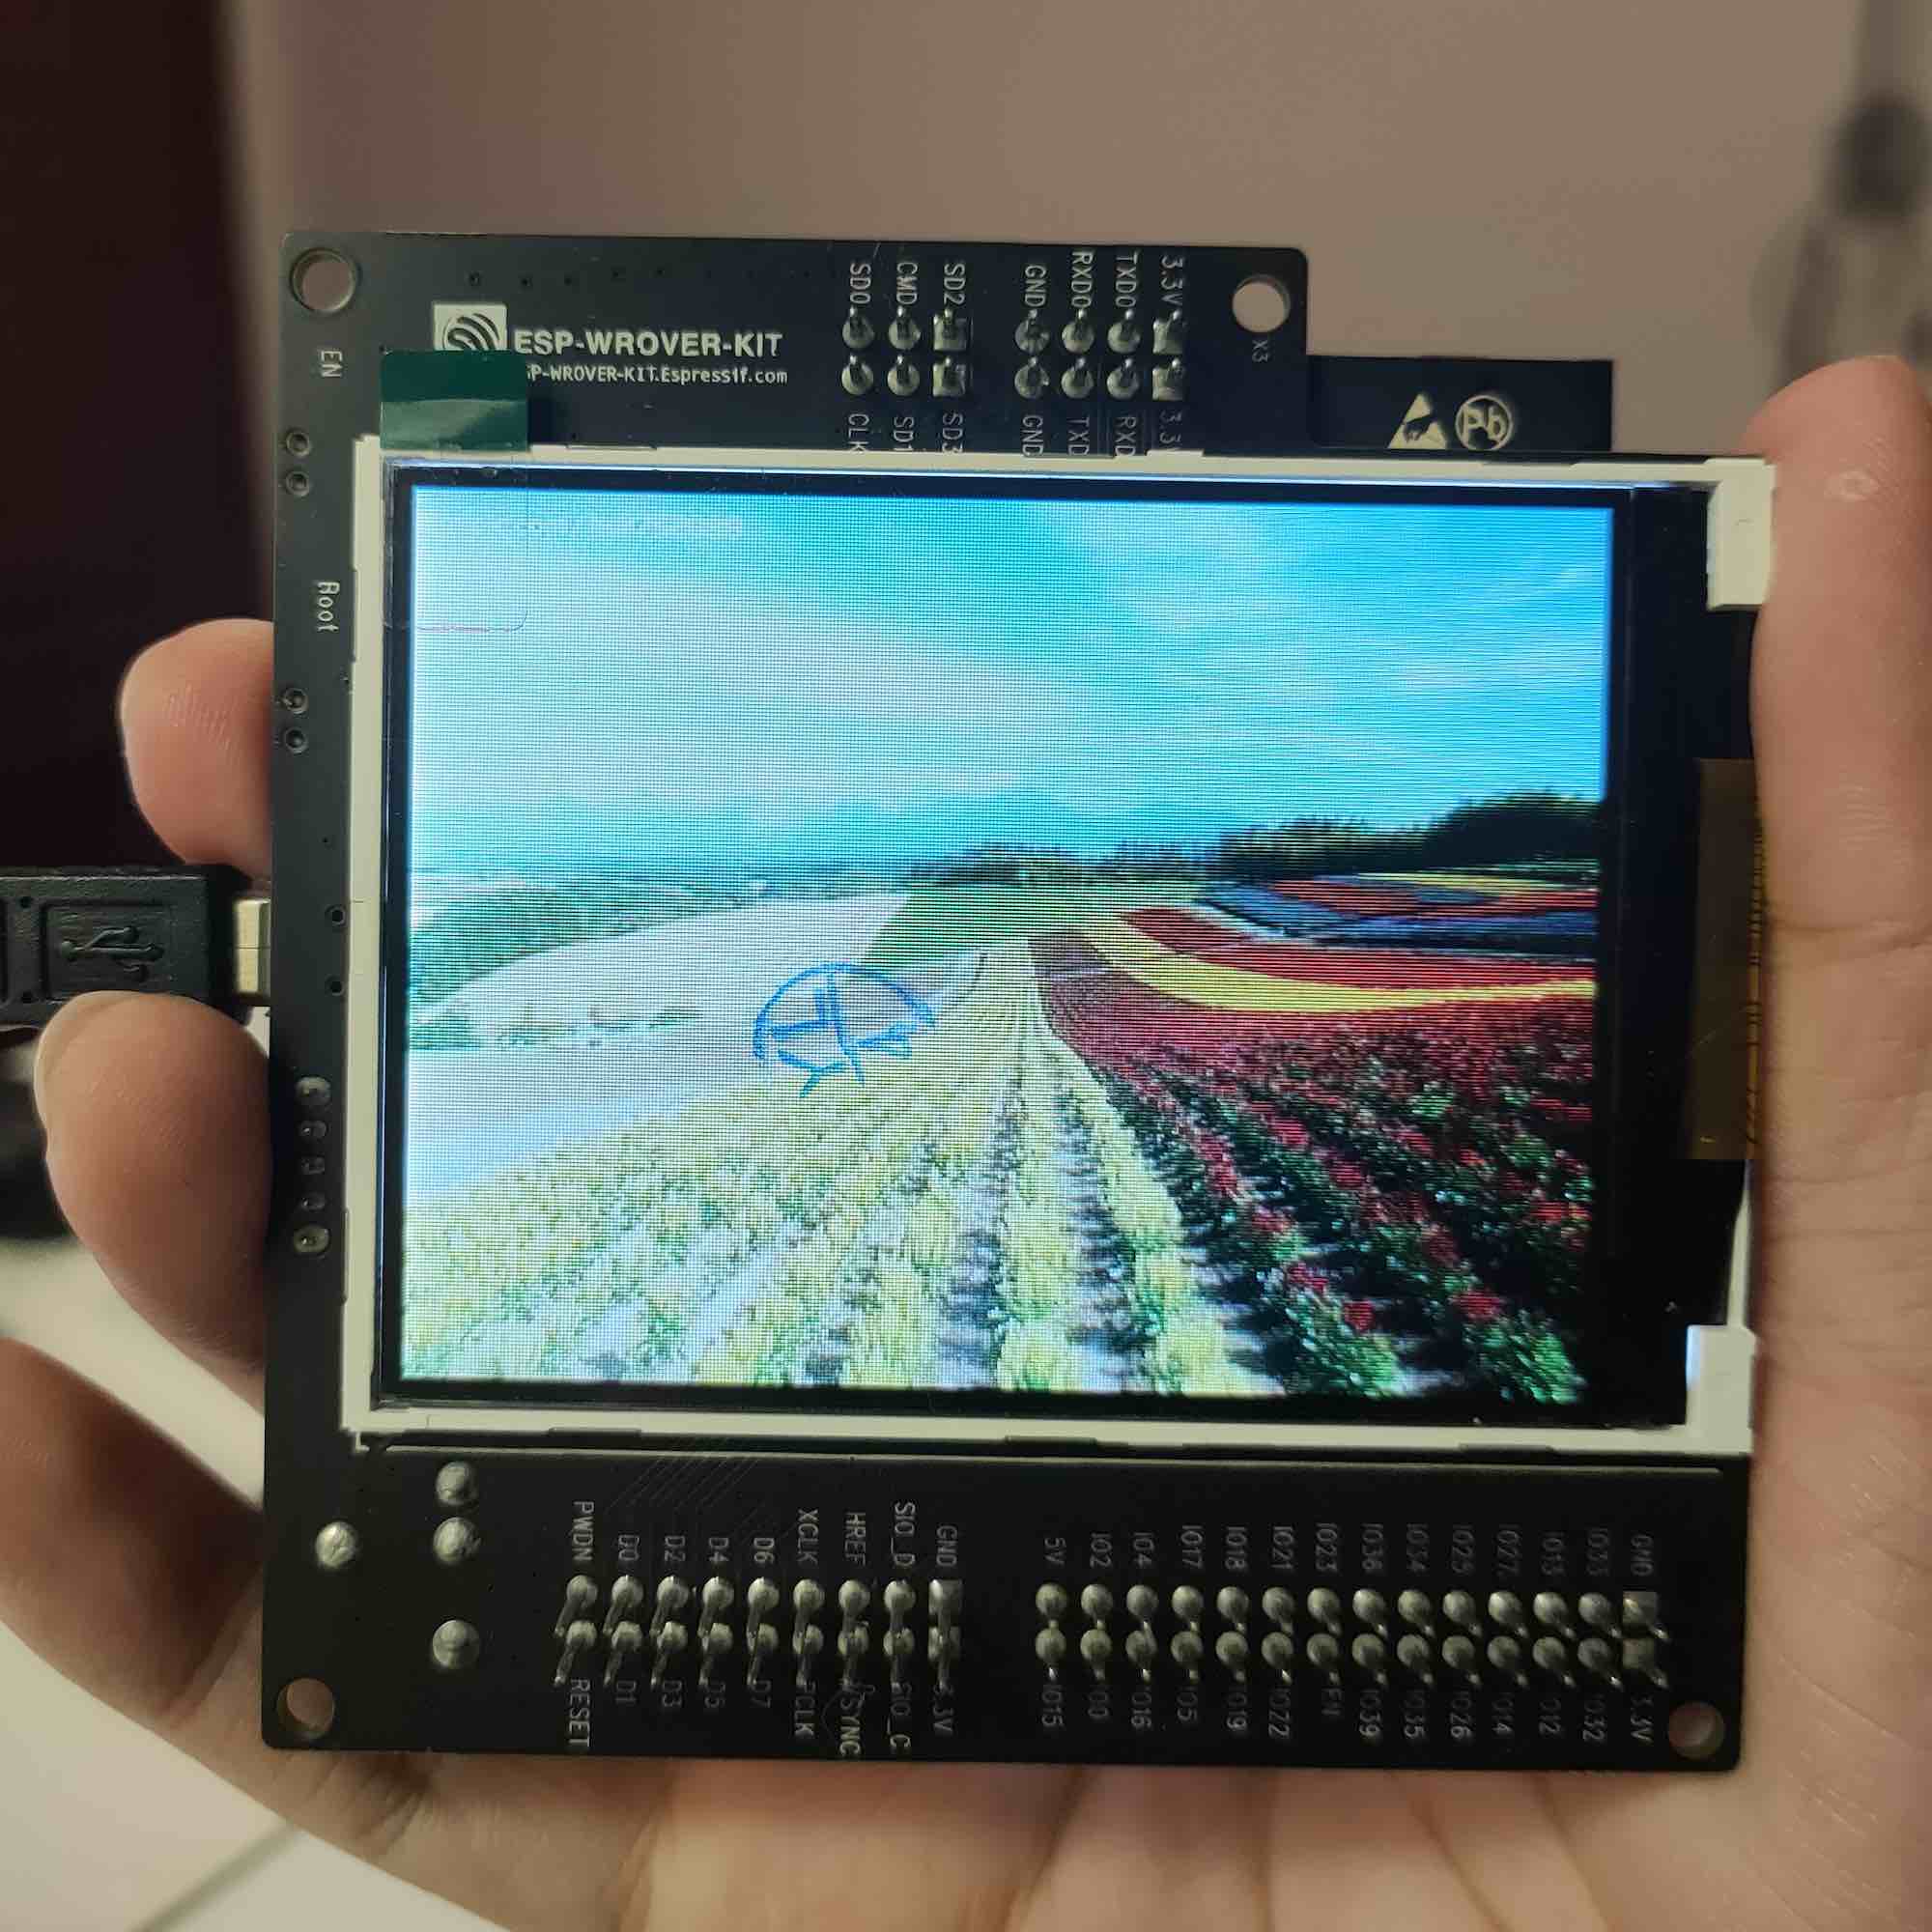 ESP-WROVER-KIT
SP-WROVER-KIT.Espressif.com
EN
Boot
SD0
CMD
SD2
GND
RXD0
TXD0
3.3V
X3
CLK
SD1
SD3
GND
TXD
RXD
3.3V
Pb
PWDN
D0
D2
D4
D6
XCLK
HREF
SIO_D
GND
5V
IO2
IO4
IO17
IO18
IO21
IO23
IO36
IO34
IO25
IO27
IO13
IO33
GND
RESET
D1
D3
D5
D7
PCLK
VSYNC
SIO_C
3.3V
IO15
IO0
IO16
IO5
IO19
IO22
EN
IO39
IO35
IO26
IO14
IO12
IO32
3.3V